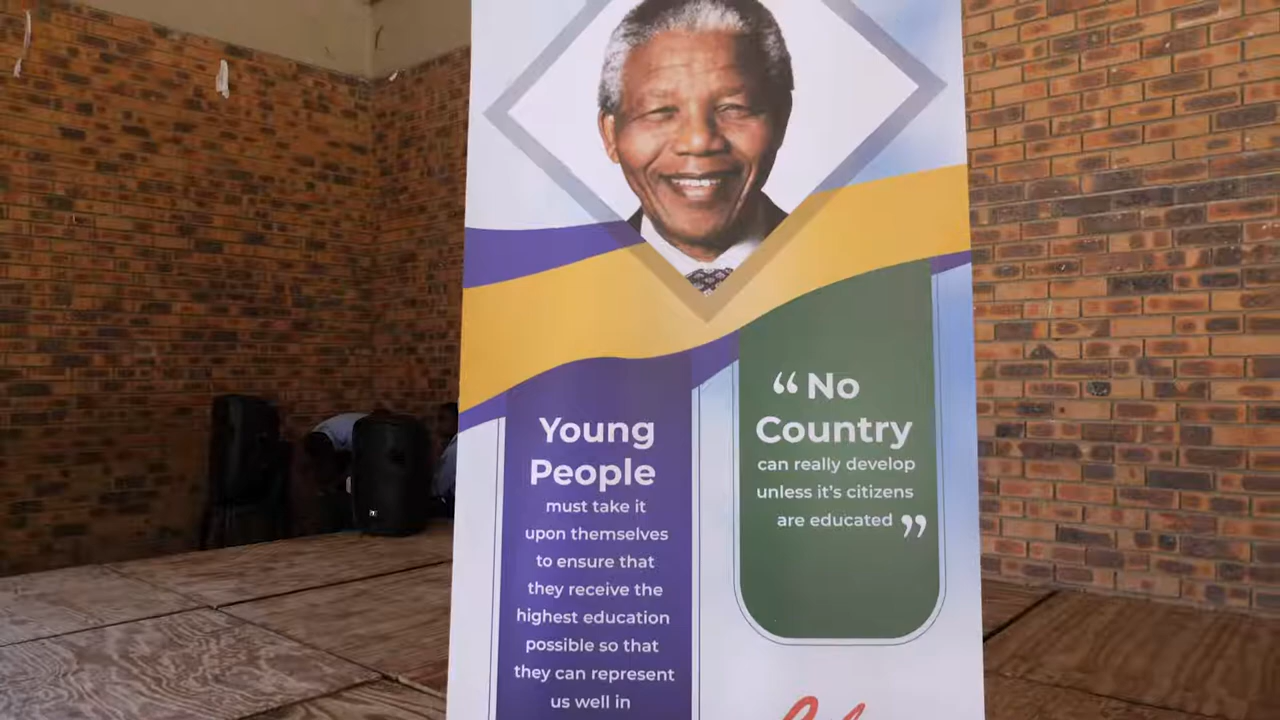 Young
People
must take it
upon themselves
to ensure that
they receive the
highest education
possible so that
they can represent
us well in
“ No
Country
can really develop
unless it's citizens
are educated ”